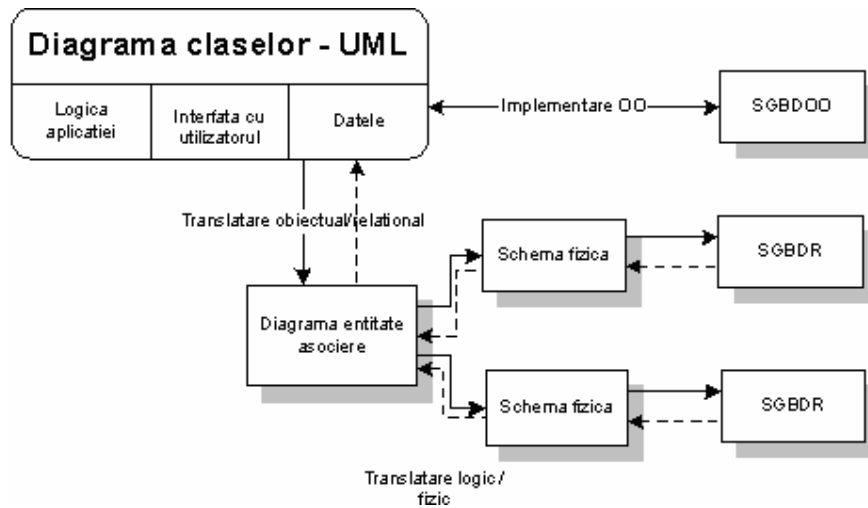 Diagrama claselor - UML
Logica
aplicatiei
Interfata cu
utilizatorul
Datele
Implementare OO
SGBDOO
Translatare obiectual/relational
Schema fizica
SGBDR
Diagrama entitate
asociere
Schema fizica
SGBDR
Translatare logic /
fizic